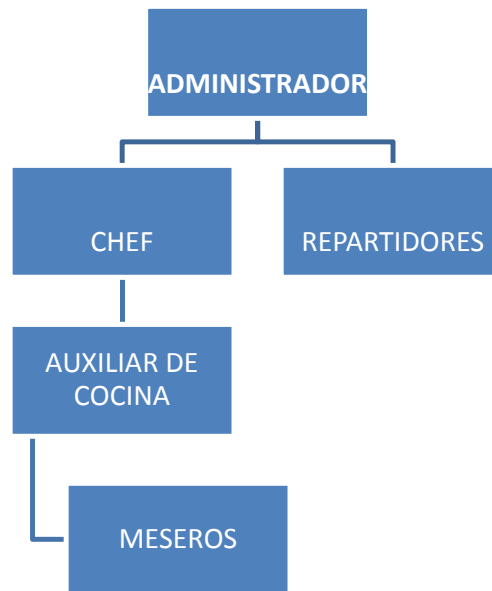 ADMINISTRADOR
CHEF
REPARTIDORES
AUXILIAR DE
COCINA
MESEROS